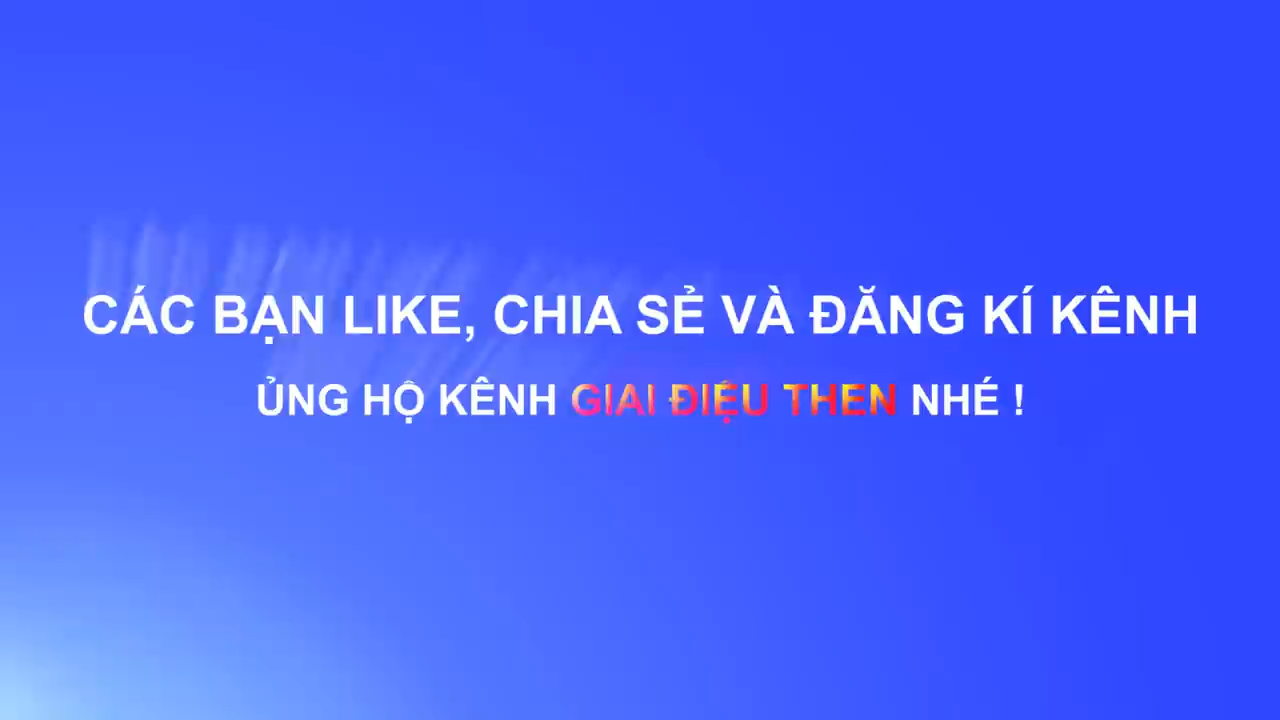 CÁC BẠN LIKE, CHIA SẺ VÀ ĐĂNG KÍ KÊNH
ỦNG HỘ KÊNH GIAI ĐIỆU THEN NHÉ !